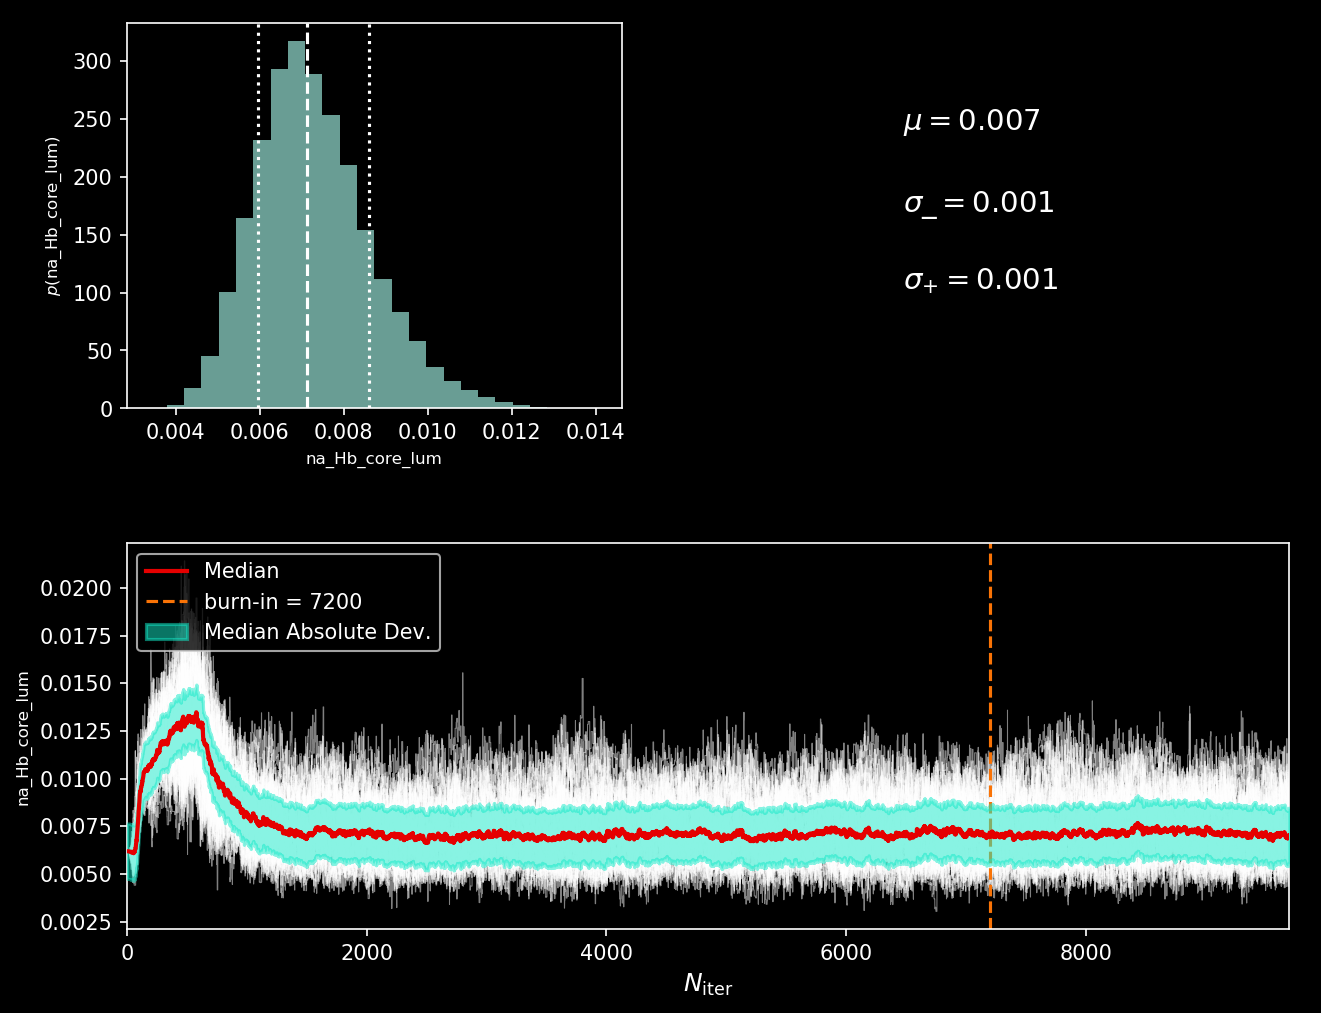 300
250
200
150
100
50
0
p(na_Hb_core_lum)
0.004 0.006 0.008 0.010 0.012 0.014
na_Hb_core_lum
μ = 0.007
σ_ = 0.001
σ+ = 0.001
0.0200
0.0175
0.0150
0.0125
0.0100
0.0075
0.0050
0.0025
na_Hb_core_lum
Median
burn-in = 7200
Median Absolute Dev.
0 2000 4000 6000 8000
Niter